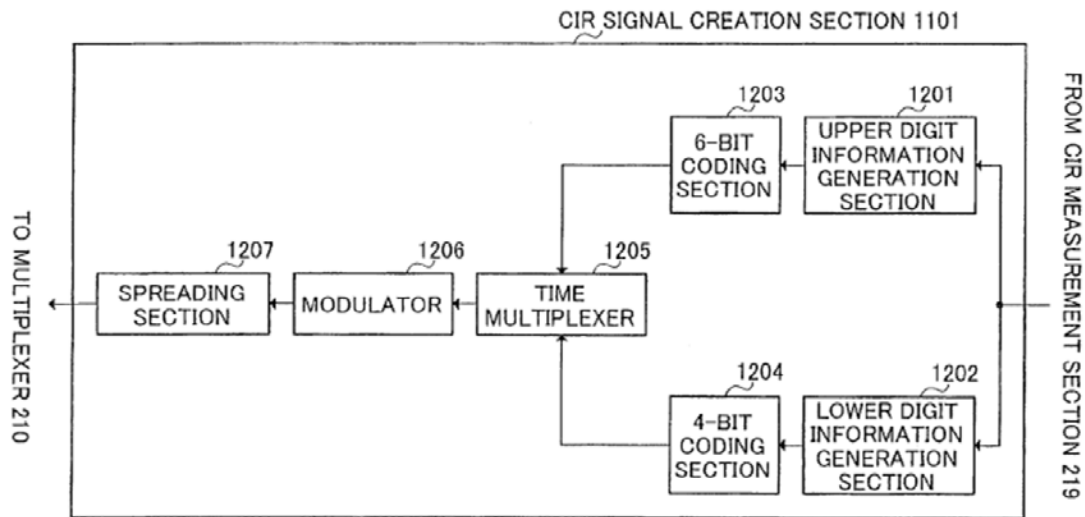 CIR SIGNAL CREATION SECTION 1101
FROM CIR MEASUREMENT SECTION 219
1203
6-BIT
CODING
SECTION
1201
UPPER DIGIT
INFORMATION
GENERATION
SECTION
1207
SPREADING
SECTION
1206
MODULATOR
1205
TIME
MULTIPLEXER
1204
4-BIT
CODING
SECTION
1202
LOWER DIGIT
INFORMATION
GENERATION
SECTION
TO MULTIPLEXER 210